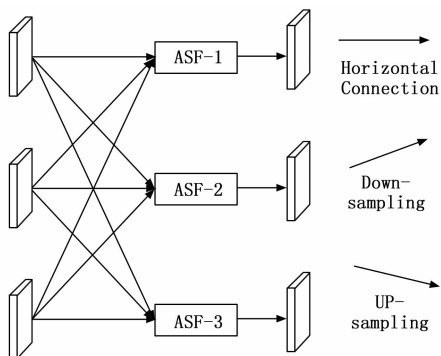 ASF-1
Horizontal
Connection
ASF-2
Down-
sampling
ASF-3
UP-
sampling